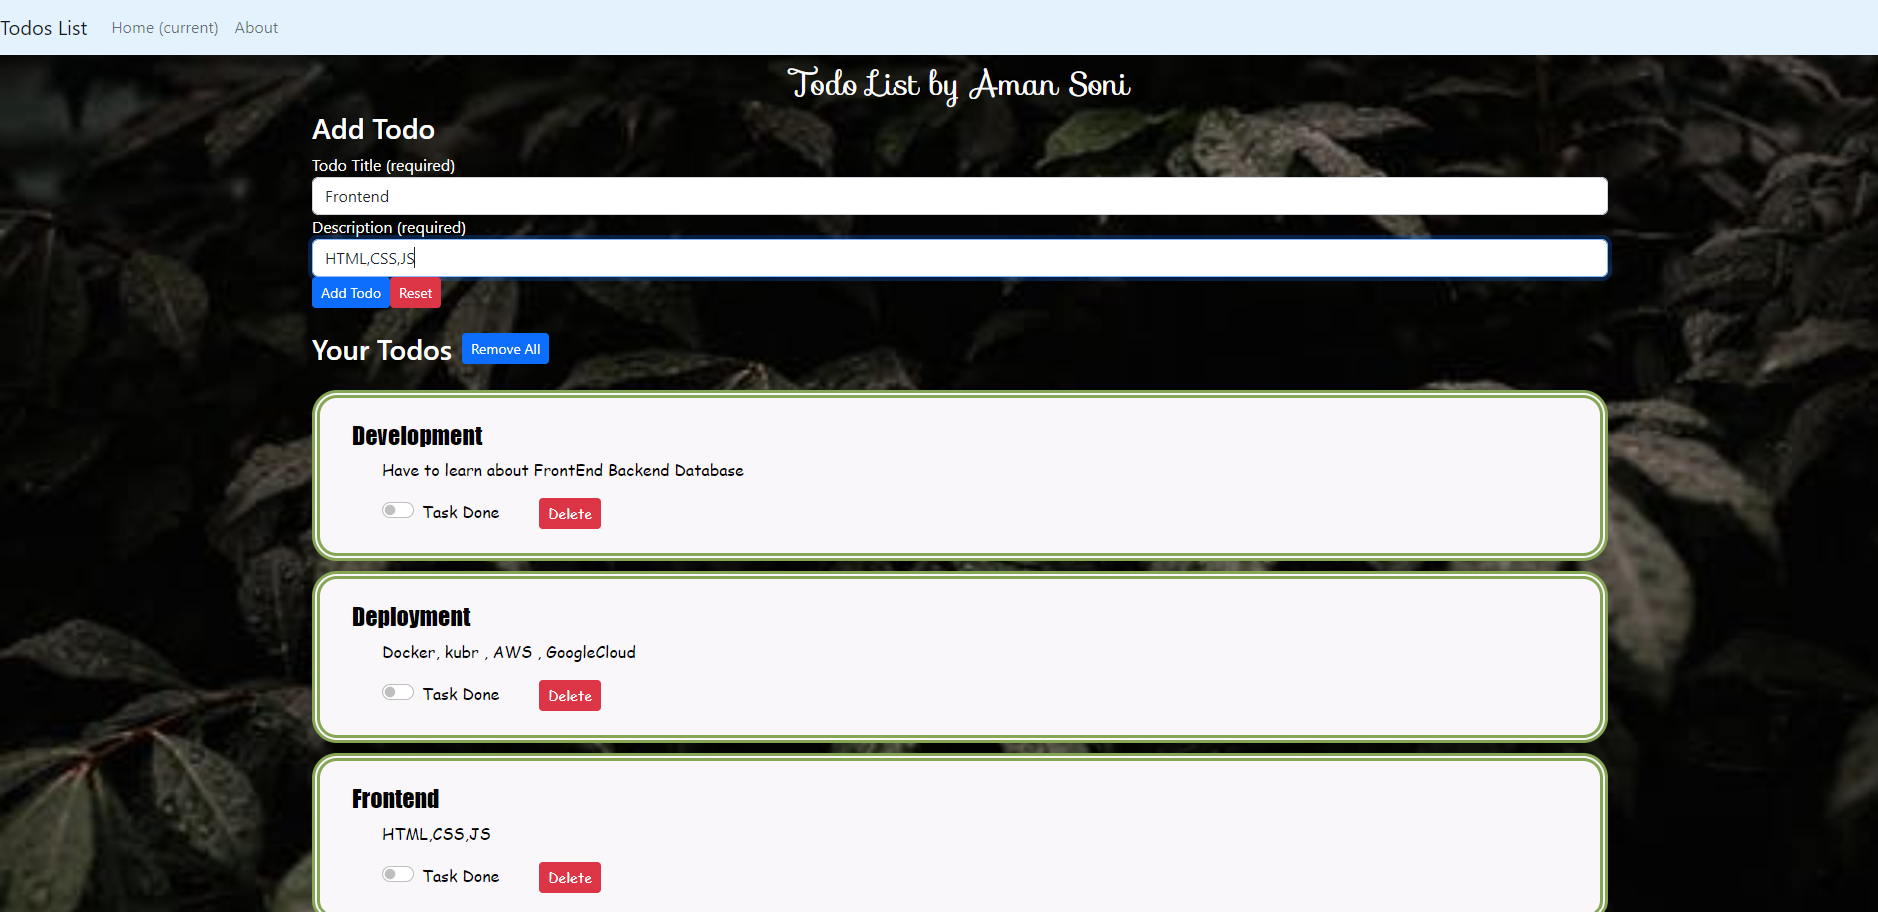 Todos List Home (current) About
Todo List by Aman Soni
Add Todo
Todo Title (required)
Frontend
Description (required)
HTML,CSS,JS
Add Todo Reset
Your Todos Remove All
Development
Have to learn about FrontEnd Backend Database
Task Done Delete
Deployment
Docker, kubr , AWS , GoogleCloud
Task Done Delete
Frontend
HTML,CSS,JS
Task Done Delete